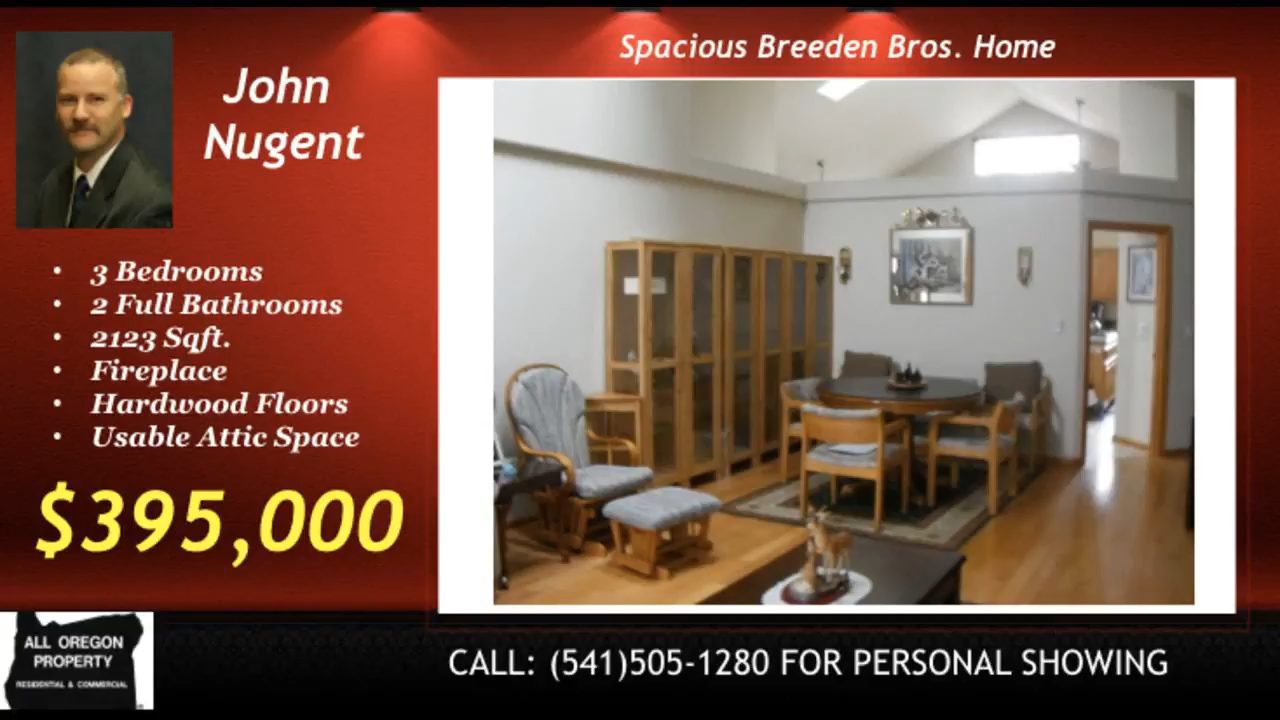 Spacious Breeden Bros. Home
John
Nugent
• 3 Bedrooms
• 2 Full Bathrooms
• 2123 Sqft.
• Fireplace
• Hardwood Floors
• Usable Attic Space
$395,000
ALL OREGON
PROPERTY
RESIDENTIAL & COMMERCIAL
CALL: (541)505-1280 FOR PERSONAL SHOWING